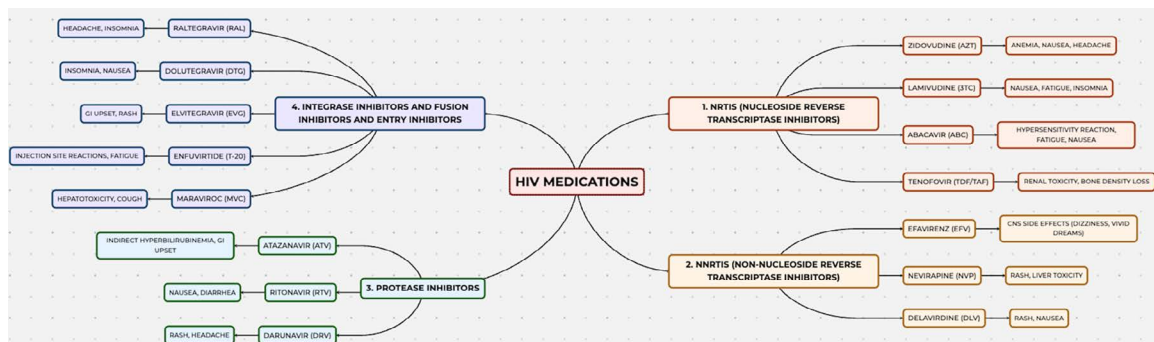 HIV MEDICATIONS
1. NRTIS (NUCLEOSIDE REVERSE
TRANSCRIPTASE INHIBITORS)
ZIDOVUDINE (AZT)
ANEMIA, NAUSEA, HEADACHE
LAMIVUDINE (3TC)
NAUSEA, FATIGUE, INSOMNIA
ABACAVIR (ABC)
HYPERSENSITIVITY REACTION,
FATIGUE, NAUSEA
TENOFOVIR (TDF/TAF)
RENAL TOXICITY, BONE DENSITY LOSS
2. NNRTIS (NON-NUCLEOSIDE REVERSE
TRANSCRIPTASE INHIBITORS)
EFAVIRENZ (EFV)
CNS SIDE EFFECTS (DIZZINESS, VIVID
DREAMS)
NEVIRAPINE (NVP)
RASH, LIVER TOXICITY
DELAVIRDINE (DLV)
RASH, NAUSEA
3. PROTEASE INHIBITORS
ATAZANAVIR (ATV)
INDIRECT HYPERBILIRUBINEMIA, GI
UPSET
RITONAVIR (RTV)
NAUSEA, DIARRHEA
DARUNAVIR (DRV)
RASH, HEADACHE
4. INTEGRASE INHIBITORS AND FUSION
INHIBITORS AND ENTRY INHIBITORS
RALTEGRAVIR (RAL)
HEADACHE, INSOMNIA
DOLUTEGRAVIR (DTG)
INSOMNIA, NAUSEA
ELVITEGRAVIR (EVG)
GI UPSET, RASH
ENFUVIRTIDE (T-20)
INJECTION SITE REACTIONS, FATIGUE
MARAVIROC (MVC)
HEPATOTOXICITY, COUGH